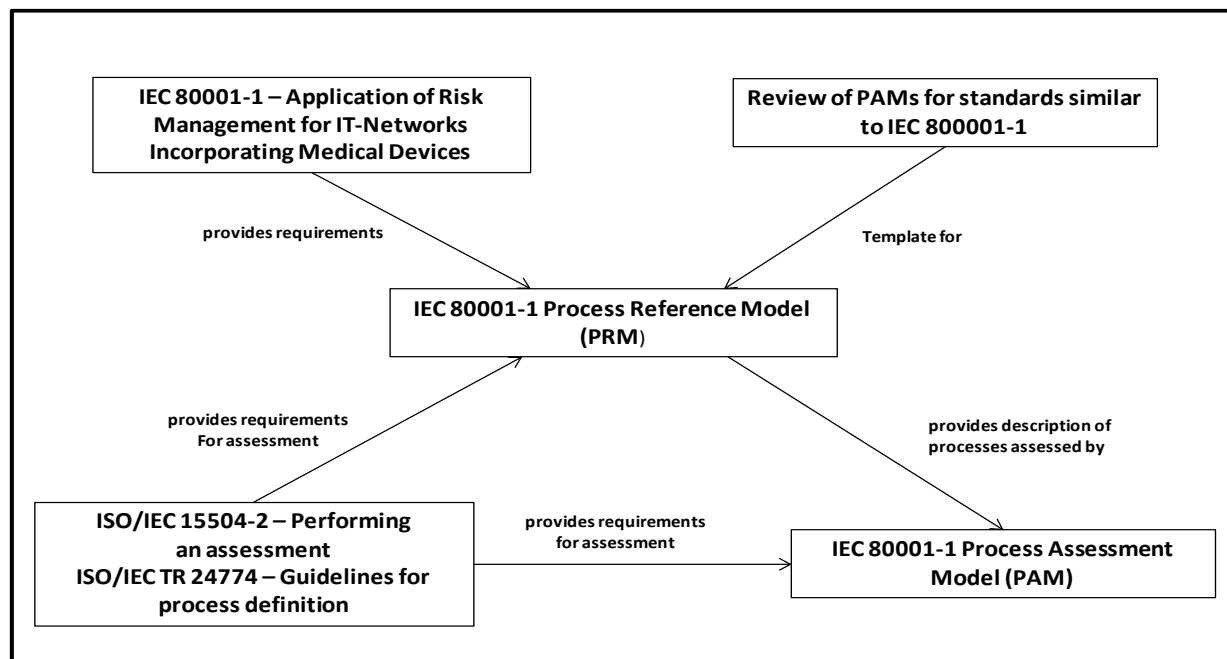 IEC 80001-1 – Application of Risk
Management for IT-Networks
Incorporating Medical Devices
Review of PAMs for standards similar
to IEC 800001-1
provides requirements
Template for
IEC 80001-1 Process Reference Model
(PRM)
provides requirements
For assessment
provides description of
processes assessed by
ISO/IEC 15504-2 – Performing
an assessment
ISO/IEC TR 24774 – Guidelines for
process definition
provides requirements
for assessment
IEC 80001-1 Process Assessment
Model (PAM)